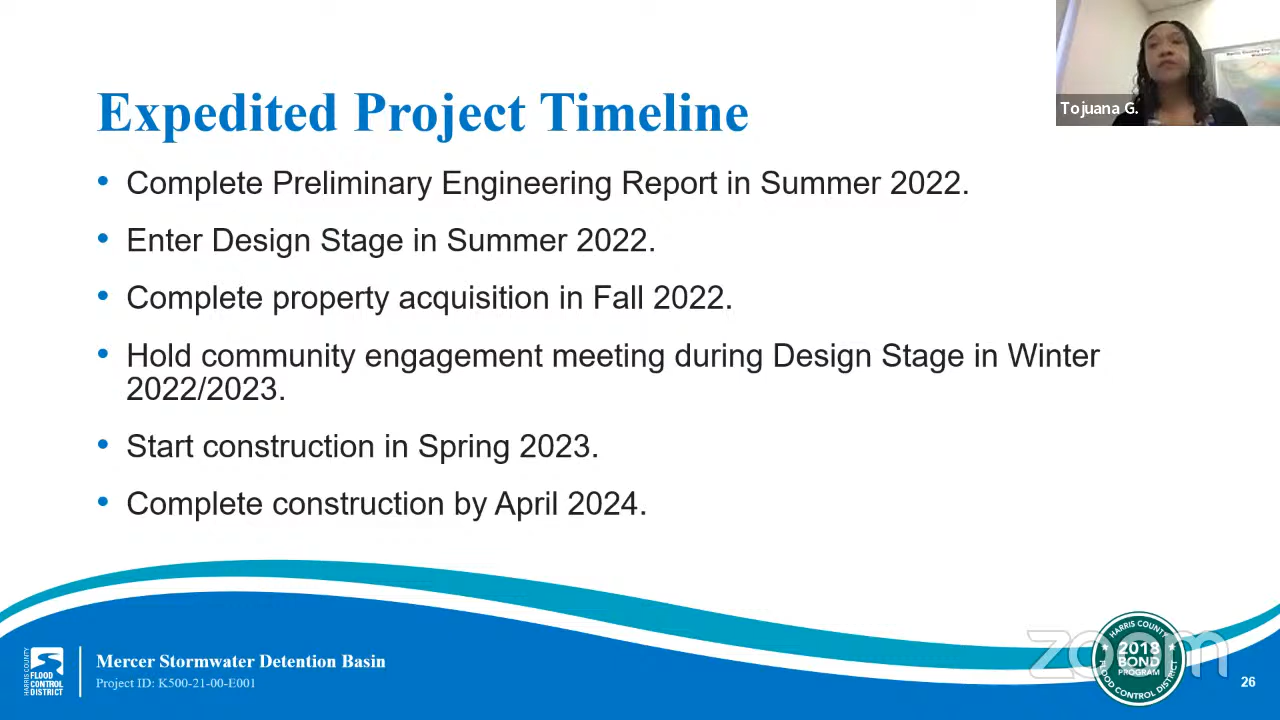 Expedited Project Timeline
Tojuana G.
• Complete Preliminary Engineering Report in Summer 2022.
• Enter Design Stage in Summer 2022.
• Complete property acquisition in Fall 2022.
• Hold community engagement meeting during Design Stage in Winter
2022/2023.
• Start construction in Spring 2023.
• Complete construction by April 2024.
HARRIS COUNTY
FLOOD
CONTROL
DISTRICT
Mercer Stormwater Detention Basin
Project ID: K500-21-00-E001
HARRIS COUNTY
2018
BOND
PROGRAM
FLOOD CONTROL DISTRICT
zoom
26